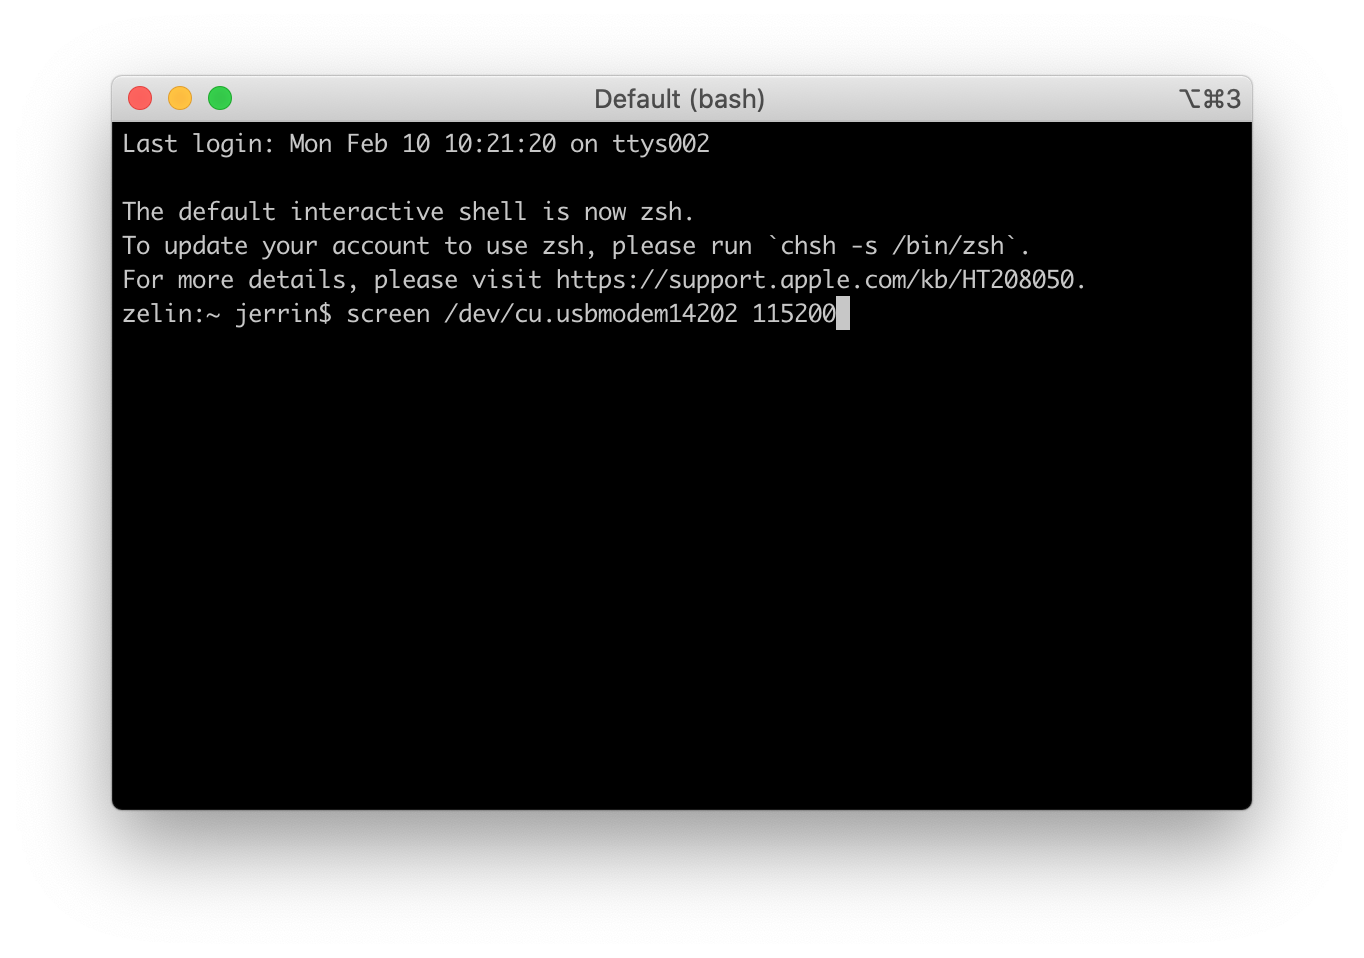 Default (bash)
⌥⌘3
Last login: Mon Feb 10 10:21:20 on ttys002
The default interactive shell is now zsh.
To update your account to use zsh, please run `chsh -s /bin/zsh`.
For more details, please visit https://support.apple.com/kb/HT208050.
zelin:~ jerrin$ screen /dev/cu.usbmodem14202 115200